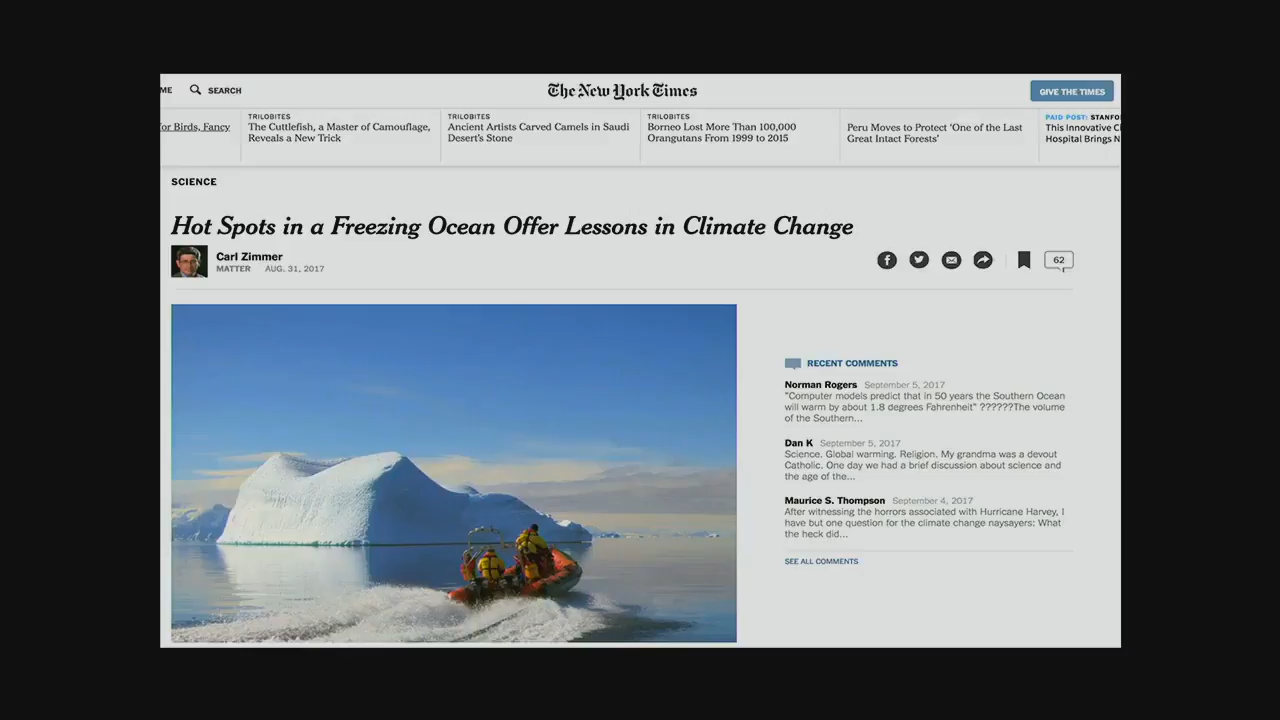 ME
SEARCH
The New York Times
GIVE THE TIMES
or Birds, Fancy
TRILOBITES
The Cuttlefish, a Master of Camouflage,
Reveals a New Trick
TRILOBITES
Ancient Artists Carved Camels in Saudi
Desert's Stone
TRILOBITES
Borneo Lost More Than 100,000
Orangutans From 1999 to 2015
Peru Moves to Protect 'One of the Last
Great Intact Forests'
PAID POST: STANFO
This Innovative C
Hospital Brings N
SCIENCE
Hot Spots in a Freezing Ocean Offer Lessons in Climate Change
Carl Zimmer
MATTER AUG. 31, 2017
62
RECENT COMMENTS
Norman Rogers September 5, 2017
"Computer models predict that in 50 years the Southern Ocean
will warm by about 1.8 degrees Fahrenheit" ??????The volume
of the Southern...
Dan K September 5, 2017
Science. Global warming. Religion. My grandma was a devout
Catholic. One day we had a brief discussion about science and
the age of the...
Maurice S. Thompson September 4, 2017
After witnessing the horrors associated with Hurricane Harvey, I
have but one question for the climate change naysayers: What
the heck did...
SEE ALL COMMENTS